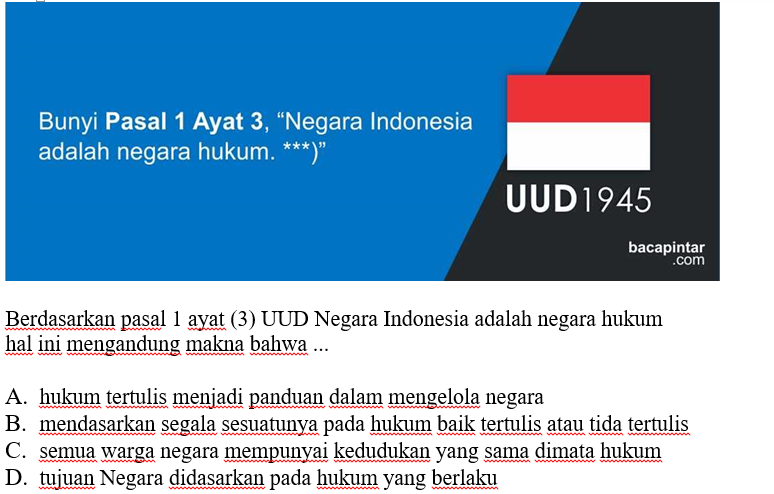 Bunyi Pasal 1 Ayat 3, “Negara Indonesia
adalah negara hukum. ***)”
UUD1945
bacapintar
.com
Berdasarkan pasal 1 ayat (3) UUD Negara Indonesia adalah negara hukum
hal ini mengandung makna bahwa ...
A. hukum tertulis menjadi panduan dalam mengelola negara
B. mendasarkan segala sesuatunya pada hukum baik tertulis atau tida tertulis
C. semua warga negara mempunyai kedudukan yang sama dimata hukum
D. tujuan Negara didasarkan pada hukum yang berlaku